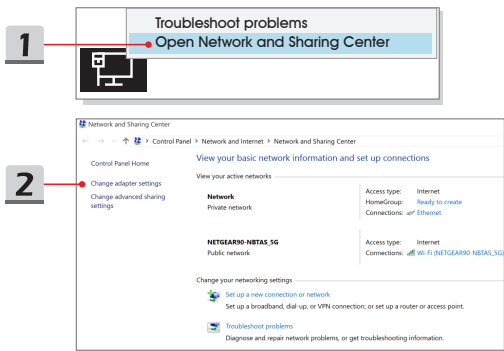 1
Troubleshoot problems
Open Network and Sharing Center
2
Network and Sharing Center
Control Panel > Network and Internet > Network and Sharing Center
Control Panel Home
Change adapter settings
Change advanced sharing
settings
View your basic network information and set up connections
View your active networks
Network
Private network
Access type: Internet
HomeGroup: Ready to create
Connections: Ethernet
NETGEAR90-NBTAS_5G
Public network
Access type: Internet
Connections: Wi-Fi (NETGEAR90-NBTAS_5G)
Change your networking settings
Set up a new connection or network
Set up a broadband, dial-up, or VPN connection; or set up a router or access point.
Troubleshoot problems
Diagnose and repair network problems, or get troubleshooting information.